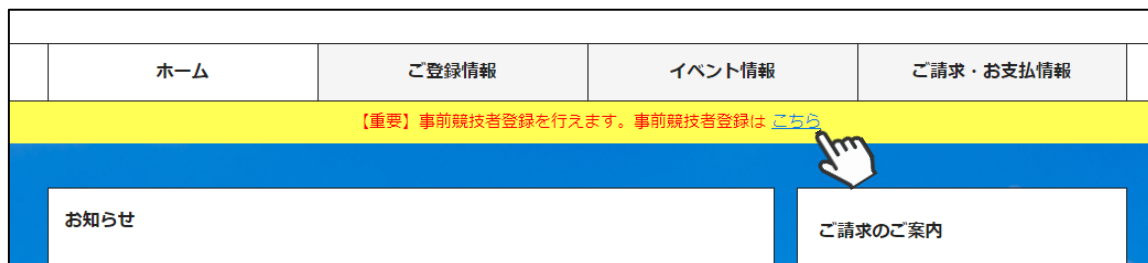 ホーム
ご登録情報
イベント情報
ご請求・お支払情報
【重要】事前競技者登録を行えます。事前競技者登録は こちら
お知らせ
ご請求のご案内